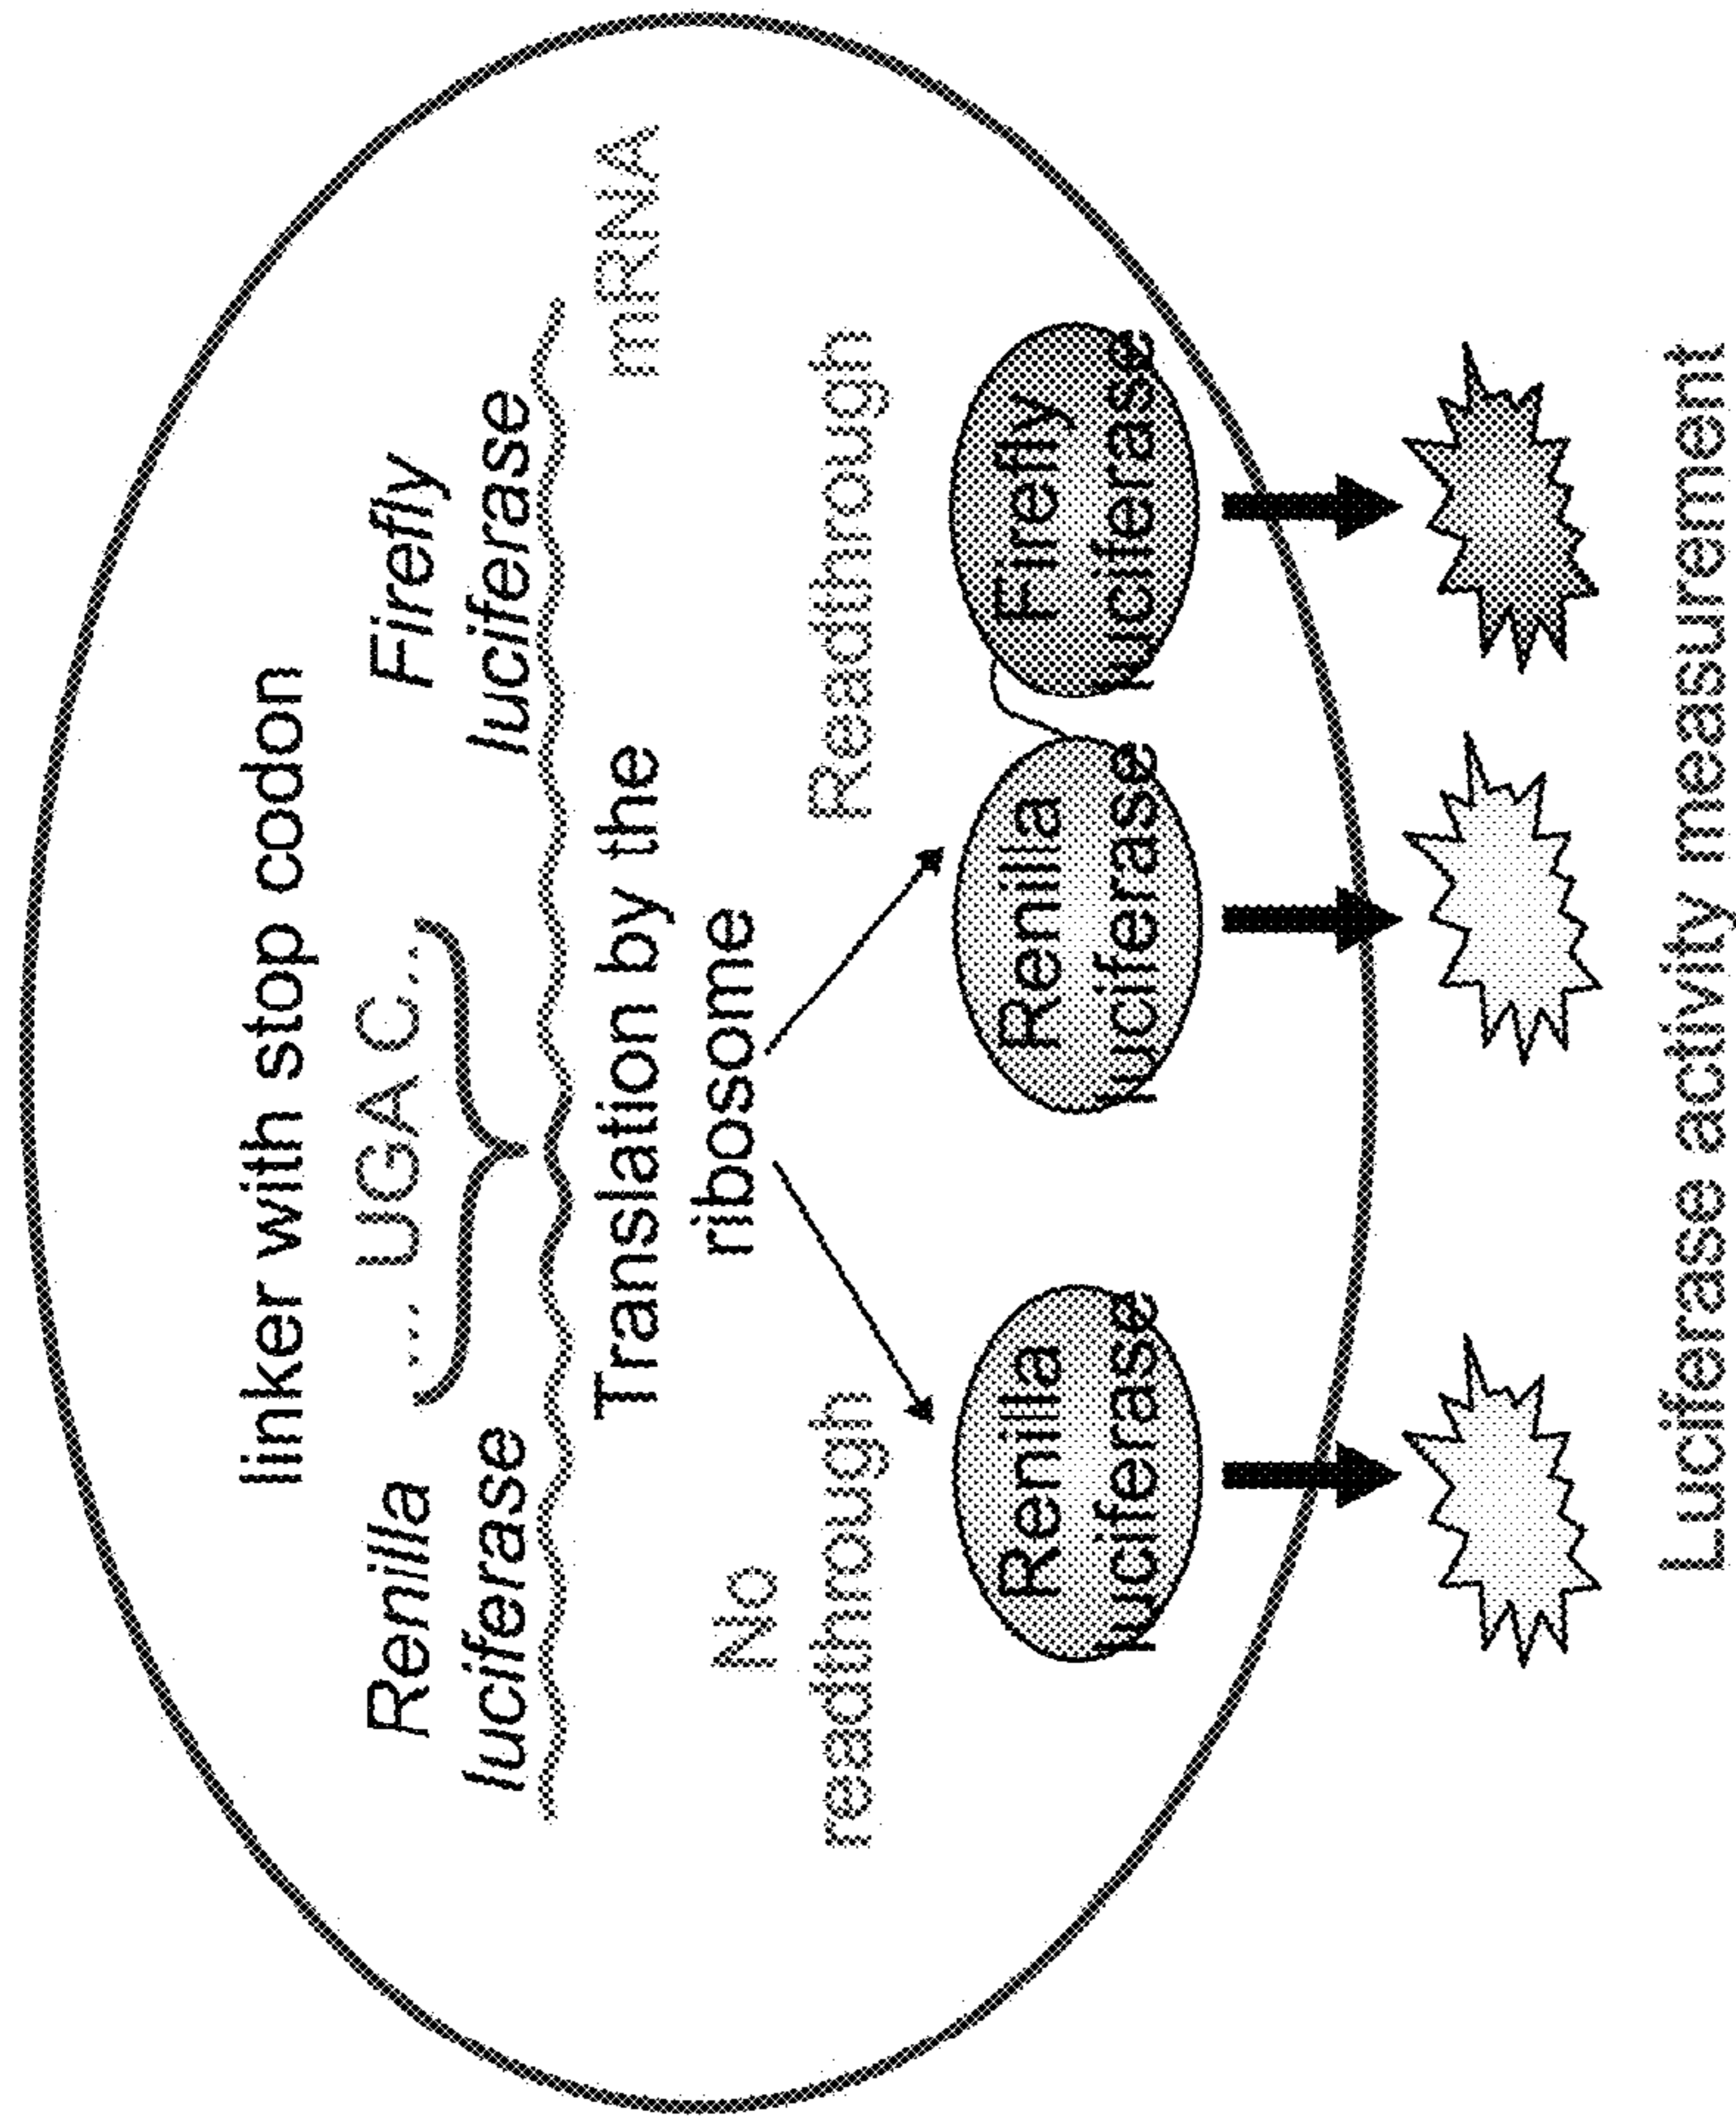 linker with stop codon
Renilla
luciferase
... UGA C...
Firefly
luciferase
mRNA
Translation by the
ribosome
No
readthrough
Readthrough
Renilla
luciferase
Renilla
luciferase
Firefly
luciferase
Luciferase activity measurement